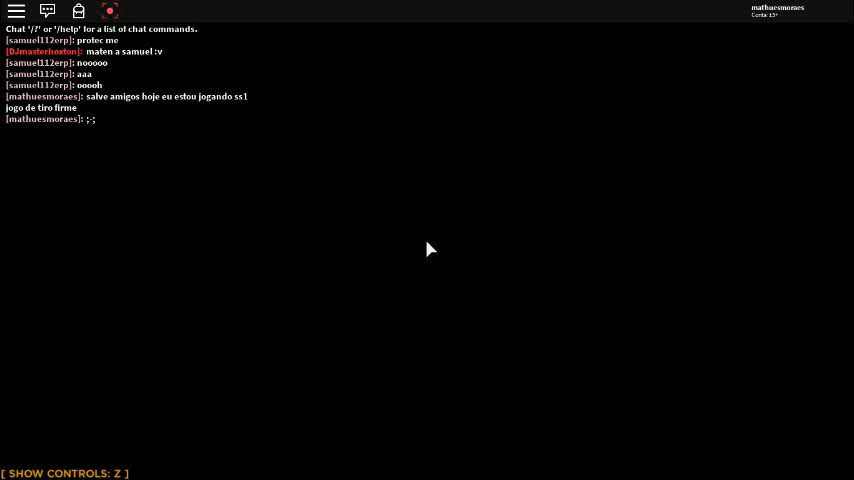 mathuesmoraes
Conta: 13+
Chat '/?' or '/help' for a list of chat commands.
[samuel112erp]: protec me
[DJmasterhoxton]: maten a samuel :v
[samuel112erp]: nooooo
[samuel112erp]: aaa
[samuel112erp]: ooooh
[mathuesmoraes]: salve amigos hoje eu estou jogando ss1
jogo de tiro firme
[mathuesmoraes]: ;-;
[ SHOW CONTROLS: Z ]